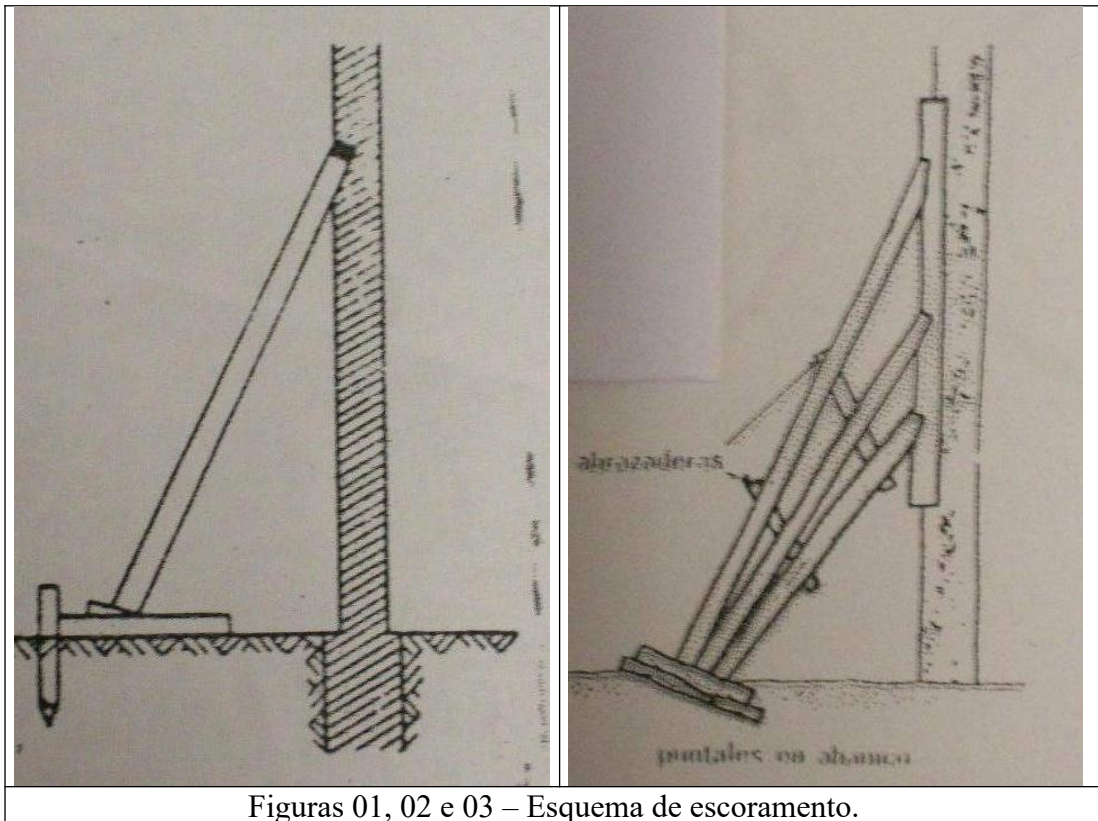 abrazaderas
puntales en abanico
Figuras 01, 02 e 03 – Esquema de escoramento.